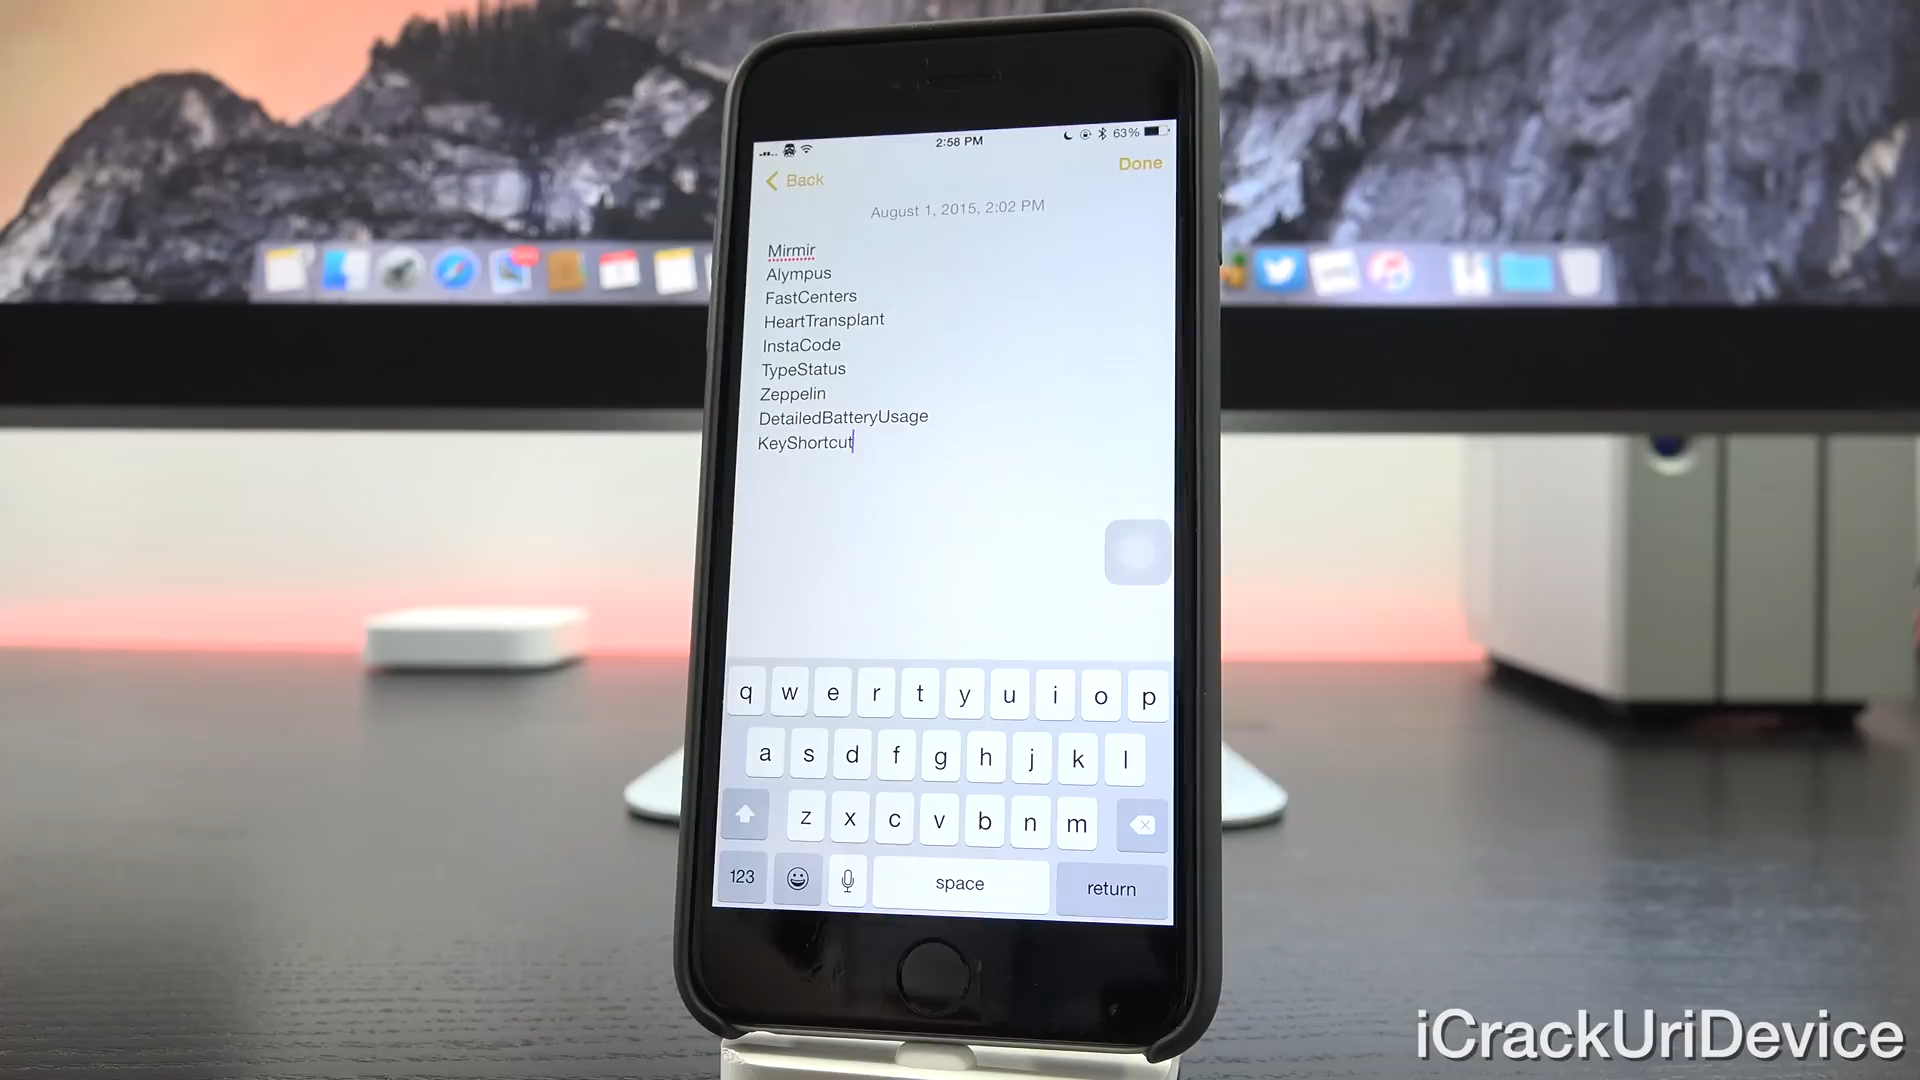 2:58 PM
63%
Back
Done
August 1, 2015, 2:02 PM
Mirmir
Alympus
FastCenters
HeartTransplant
InstaCode
TypeStatus
Zeppelin
DetailedBatteryUsage
KeyShortcut
q w e r t y u i o p
a s d f g h j k l
z x c v b n m
123
space
return
iCrackUriDevice